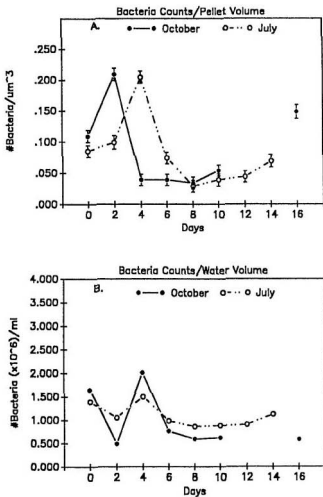 Bacteria Counts/Pellet Volume
A.
October
July
.250
.200
.150
.100
.050
.000
#Bacteria/um^3
0 2 4 6 8 10 12 14 16
Days
Bacteria Counts/Water Volume
B.
October
July
4.000
3.500
3.000
2.500
2.000
1.500
1.000
0.500
0.000
#Bacteria (x10^6)/ml
0 2 4 6 8 10 12 14 16
Days